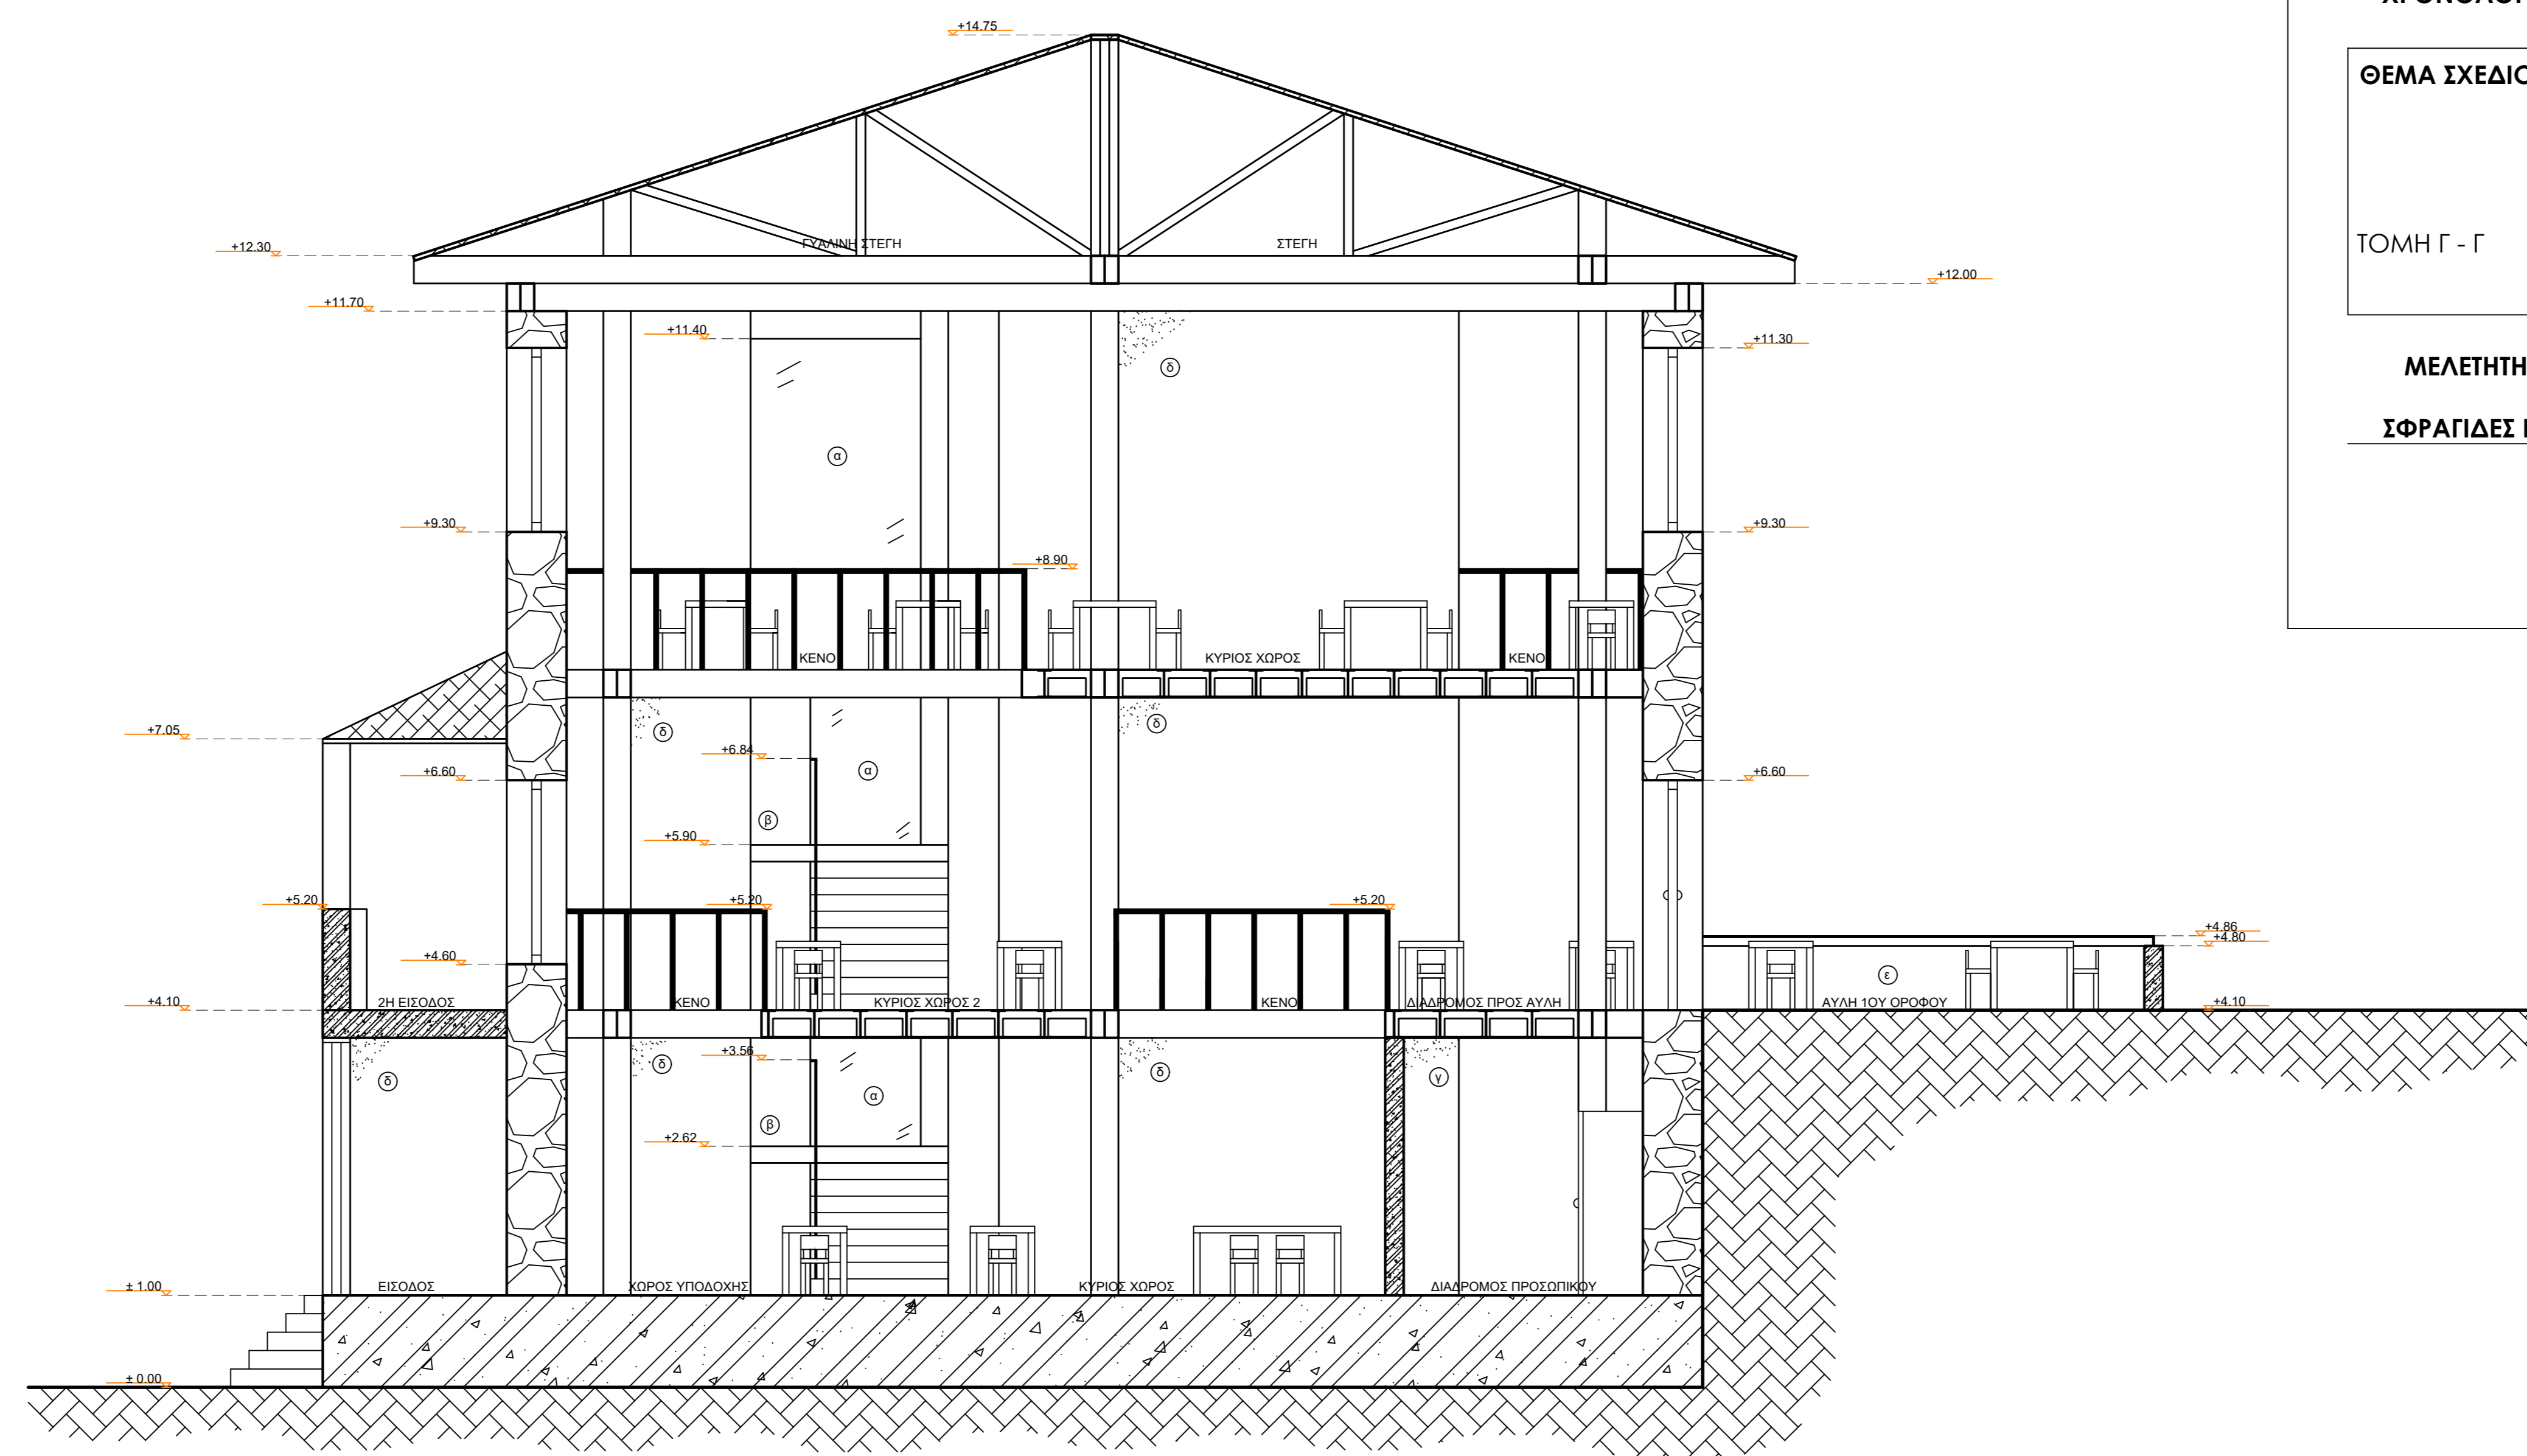 +14.75
ΘΕΜΑ ΣΧΕΔΙΟ
+12.30
ΓΥΑΛΙΝΗ ΣΤΕΓΗ
ΣΤΕΓΗ
ΤΟΜΗ Γ - Γ
+12.00
+11.70
+11.40
+11.30
δ
ΜΕΛΕΤΗΤΗ
ΣΦΡΑΓΙΔΕΣ
α
+9.30
+9.30
+8.90
ΚΕΝΟ
ΚΥΡΙΟΣ ΧΩΡΟΣ
ΚΕΝΟ
+7.05
δ
δ
+6.84
+6.60
α
+6.60
β
+5.90
+5.20
+5.20
+5.20
+4.86
+4.80
+4.60
ε
+4.10
2Η ΕΙΣΟΔΟΣ
ΚΕΝΟ
ΚΥΡΙΟΣ ΧΩΡΟΣ 2
ΚΕΝΟ
ΔΙΑΔΡΟΜΟΣ ΠΡΟΣ ΑΥΛΗ
ΑΥΛΗ 1ΟΥ ΟΡΟΦΟΥ
+4.10
+3.56
δ
δ
δ
γ
α
β
+2.62
± 1.00
ΕΙΣΟΔΟΣ
ΧΩΡΟΣ ΥΠΟΔΟΧΗΣ
ΚΥΡΙΟΣ ΧΩΡΟΣ
ΔΙΑΔΡΟΜΟΣ ΠΡΟΣΩΠΙΚΟΥ
± 0.00